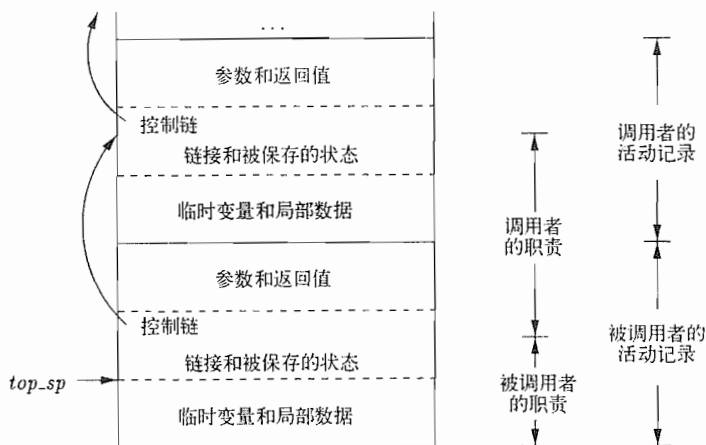 ...
参数和返回值
控制链
链接和被保存的状态
临时变量和局部数据
参数和返回值
控制链
链接和被保存的状态
top_sp
临时变量和局部数据
调用者
的职责
被调用者
的职责
调用者的
活动记录
被调用者的
活动记录